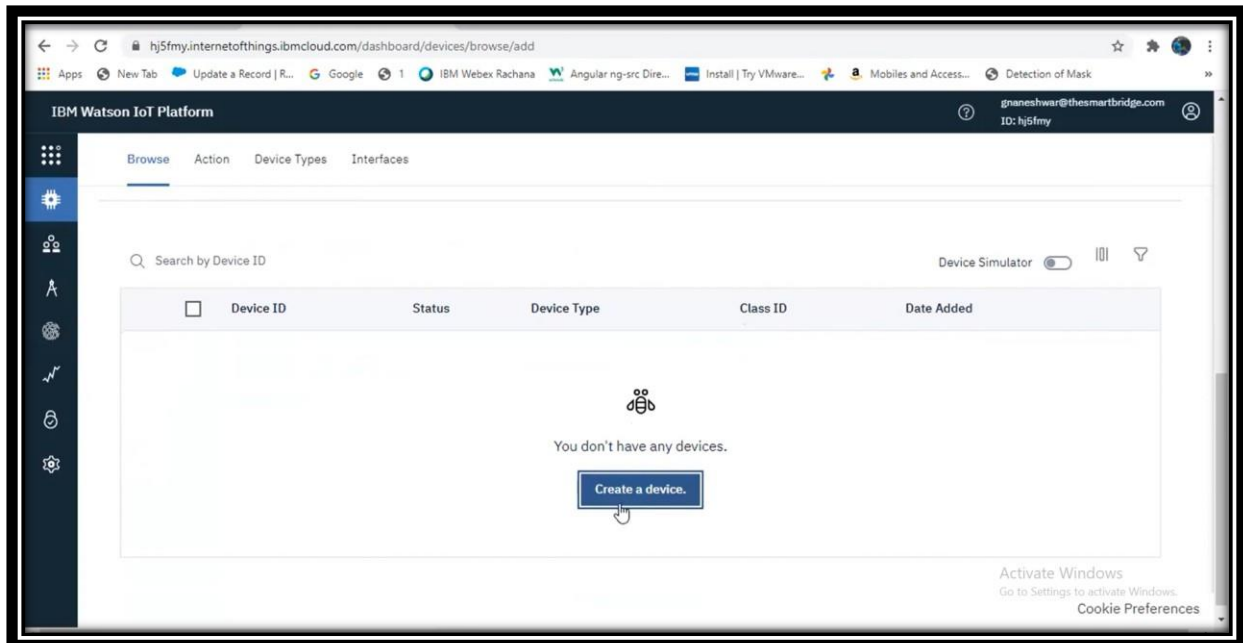 hj5fmy.internetofthings.ibmcloud.com/dashboard/devices/browse/add
Apps New Tab Update a Record | R... Google 1 IBM Webex Rachana Angular ng-src Dire... Install | Try VMware... Mobiles and Access... Detection of Mask »
IBM Watson IoT Platform
gnaneshwar@thesmartbridge.com
ID: hj5fmy
Browse Action Device Types Interfaces
Search by Device ID
Device Simulator
Device ID Status Device Type Class ID Date Added
You don't have any devices.
Create a device.
Activate Windows
Go to Settings to activate Windows.
Cookie Preferences